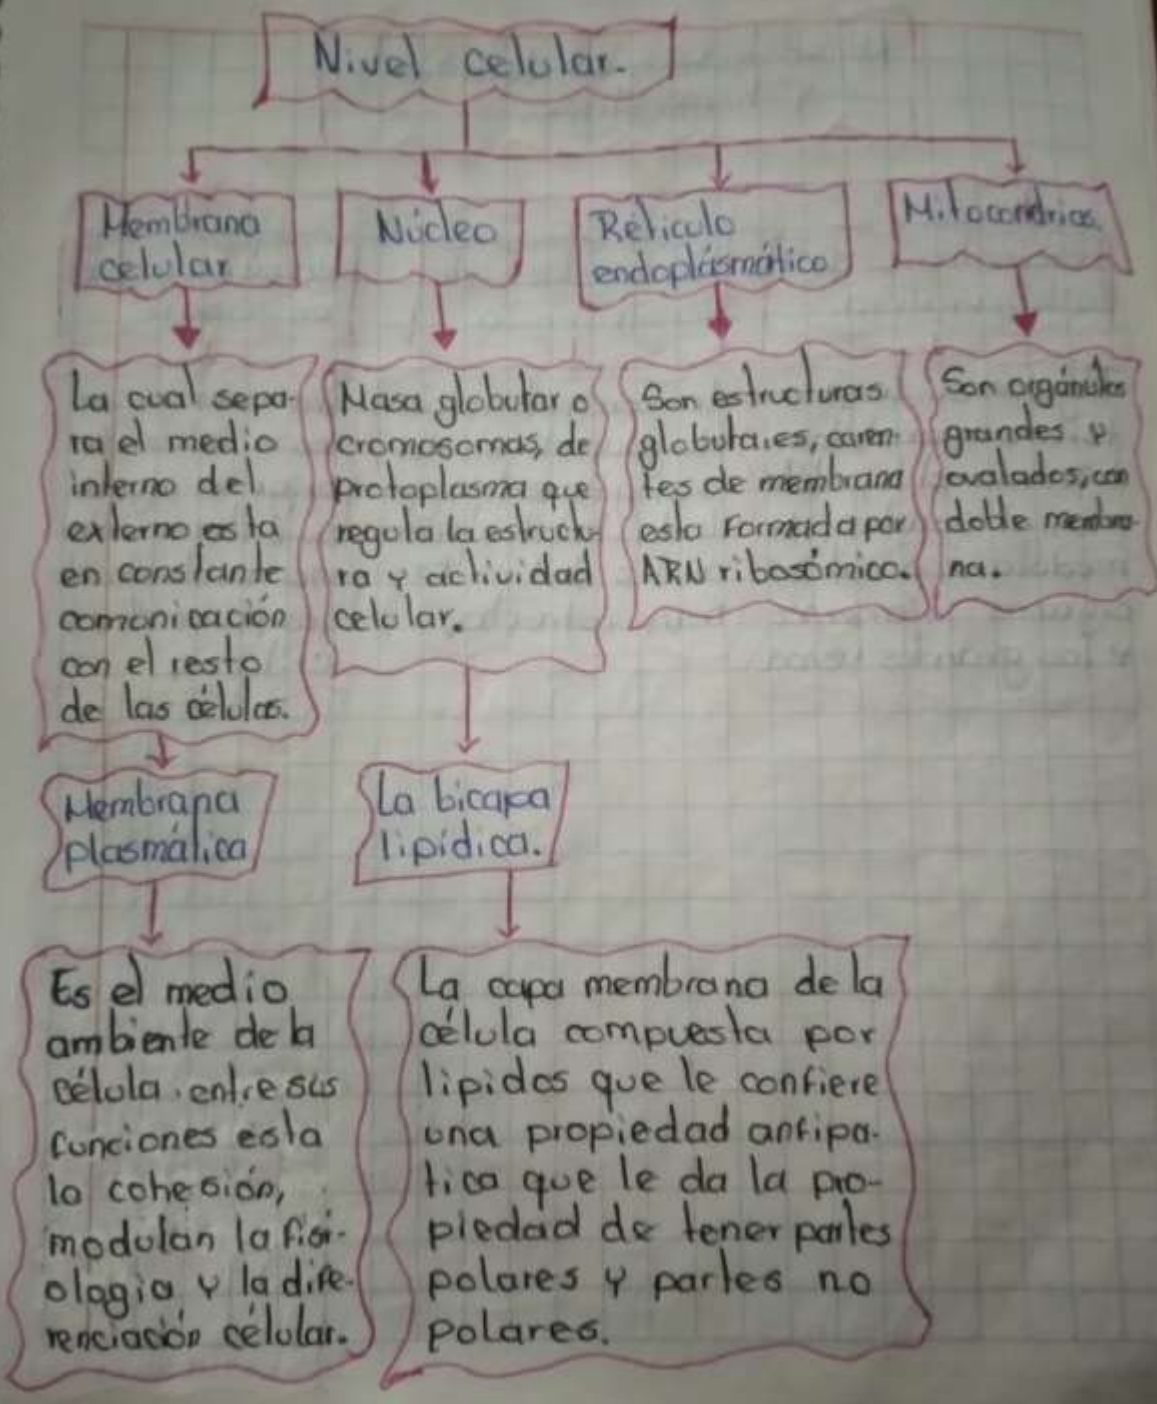 Nivel celular.
Membrana
celular
Núcleo
Réticulo
endoplásmático
Mitocondrias
La cual sepa-
ra el medio
interno del
externo esta
en constante
comunicación
con el resto
de las células.
Masa globular o
cromosomas, de
protoplasma que
regula la estructu-
ra y actividad
celular.
Son estructuras
globulares, caren-
tes de membrana
esta formada por
ARN ribosómico.
Son orgánulos
grandes y
ovalados, con
doble membra-
na.
Membrana
plasmática
La bicapa
lipídica.
Es el medio
ambiente de la
célula, entre sus
funciones esta
la cohesión,
modulan la fisi-
ologia y la dife-
renciación célular.
La capa membrana de la
célula compuesta por
lipidos que le confiere
una propiedad anfipa-
tica que le da la pro-
piedad de tener partes
polares y partes no
polares.